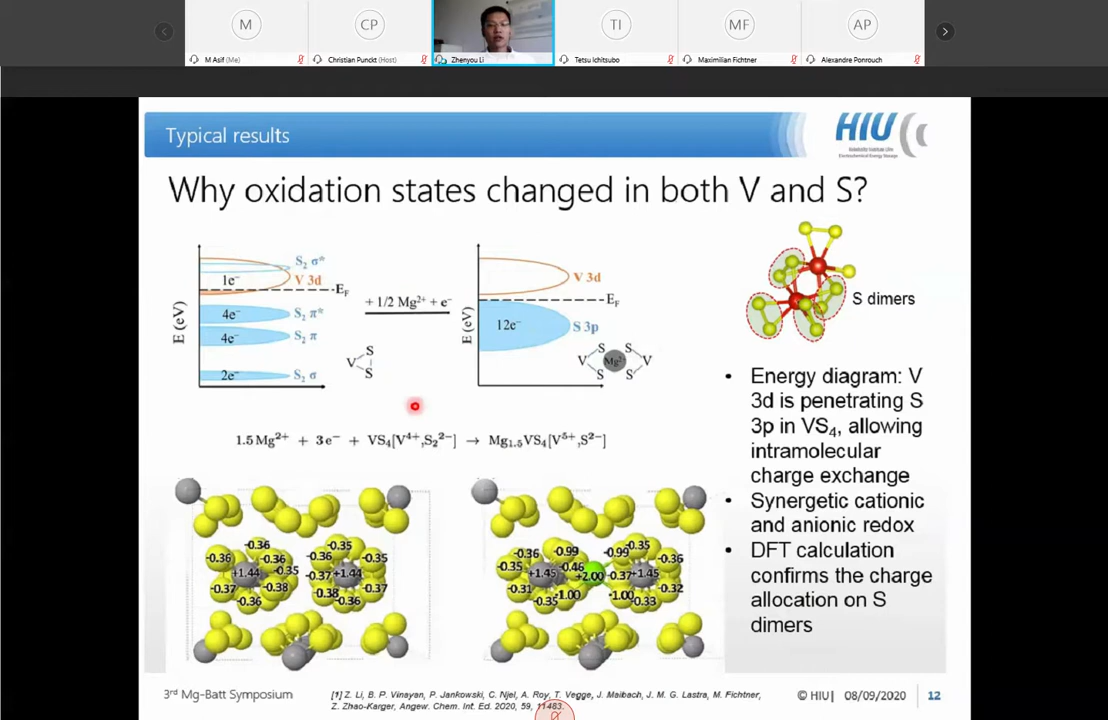 M CP TI MF AP
M Asif (Me) Christian Punckt (Host) Zhenyou Li Tetsu Ichitsubo Maximilian Fichtner Alexandre Ponrouch
Typical results
HIU
Why oxidation states changed in both V and S?
E (eV)
S₂ σ*
1e⁻ V 3d
E_F
4e⁻ S₂ π*
4e⁻ S₂ π
2e⁻ S₂ σ
+ 1/2 Mg²⁺ + e⁻
V S S
E (eV)
V 3d
E_F
12e⁻ S 3p
S S
V Mg²⁺ V
S S
S dimers
1.5 Mg²⁺ + 3 e⁻ + VS₄[V⁴⁺,S₂²⁻] → Mg₁.₅VS₄[V⁵⁺,S²⁻]
• Energy diagram: V
3d is penetrating S
3p in VS₄, allowing
intramolecular
charge exchange
• Synergetic cationic
and anionic redox
• DFT calculation
confirms the charge
allocation on S
dimers
-0.36 -0.35
-0.36 -0.36 -0.36 -0.35
+1.44 -0.35 -0.37 +1.44
-0.37 -0.38 -0.38 -0.37
-0.36 -0.36
-0.36 -0.99 -0.99 -0.35
-0.35 +1.45 -0.46 +2.00 -0.37 +1.45 -0.36
-0.31 -1.00 -1.00 -0.32
-0.35 -0.33
3rd Mg-Batt Symposium
[1] Z. Li, B. P. Vinayan, P. Jankowski, C. Njel, A. Roy, T. Vegge, J. Maibach, J. M. G. Lastra, M. Fichtner,
Z. Zhao-Karger, Angew. Chem. Int. Ed. 2020, 59, 11483.
© HIU| 08/09/2020 12